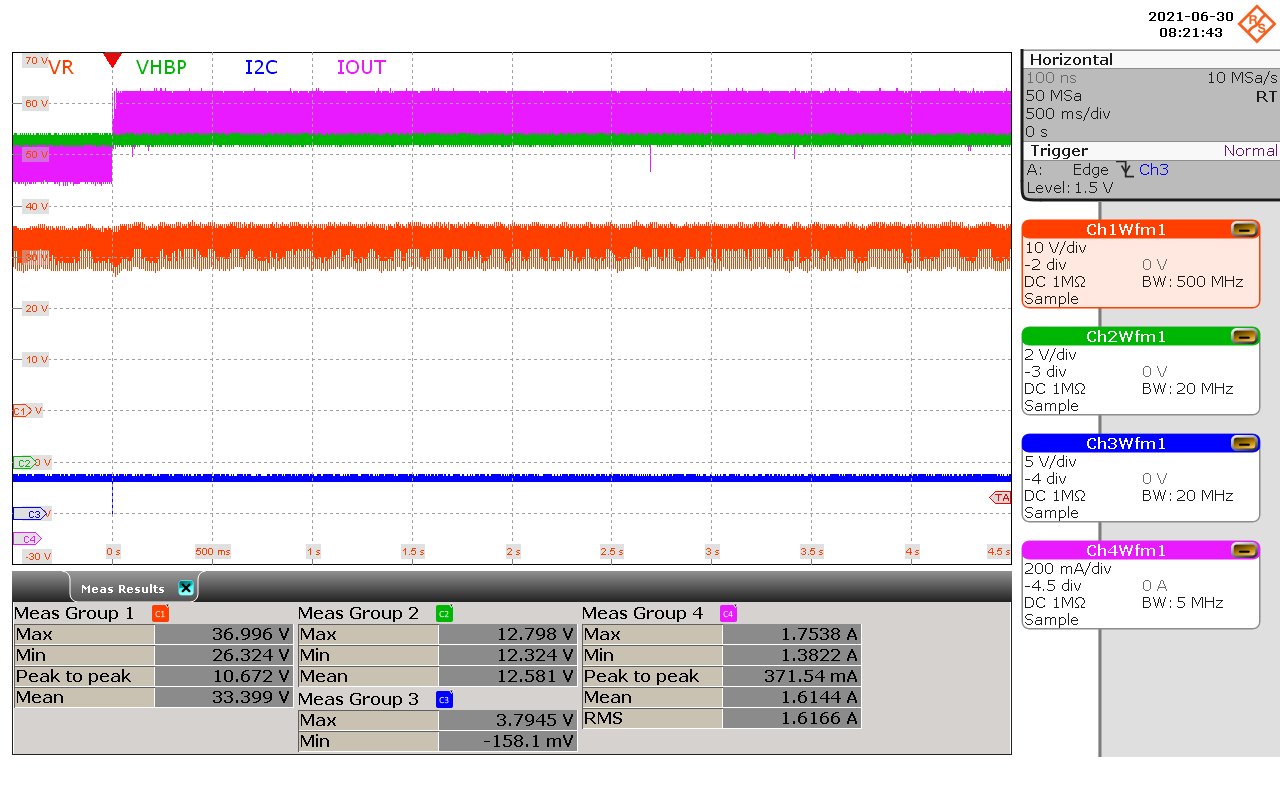 2021-06-30
08:21:43
R&S
VR VHBP I2C IOUT
70 V
60 V
60 V
40 V
30 V
20 V
10 V
C1 V
C2 0 V
C3 V
TA
C4
-30 V
0 s 500 ms 1 s 1.5 s 2 s 2.5 s 3 s 3.5 s 4 s 4.5 s
Horizontal
100 ns 10 MSa/s
50 MSa RT
500 ms/div
0 s
Trigger Normal
A: Edge Ch3
Level: 1.5 V
Ch1Wfm1
10 V/div
-2 div 0 V
DC 1MΩ BW: 500 MHz
Sample
Ch2Wfm1
2 V/div
-3 div 0 V
DC 1MΩ BW: 20 MHz
Sample
Ch3Wfm1
5 V/div
-4 div 0 V
DC 1MΩ BW: 20 MHz
Sample
Ch4Wfm1
200 mA/div
-4.5 div 0 A
DC 1MΩ BW: 5 MHz
Sample
Meas Results
Meas Group 1 C1
Max 36.996 V
Min 26.324 V
Peak to peak 10.672 V
Mean 33.399 V
Meas Group 2 C2
Max 12.798 V
Min 12.324 V
Mean 12.581 V
Meas Group 3 C3
Max 3.7945 V
Min -158.1 mV
Meas Group 4 C4
Max 1.7538 A
Min 1.3822 A
Peak to peak 371.54 mA
Mean 1.6144 A
RMS 1.6166 A